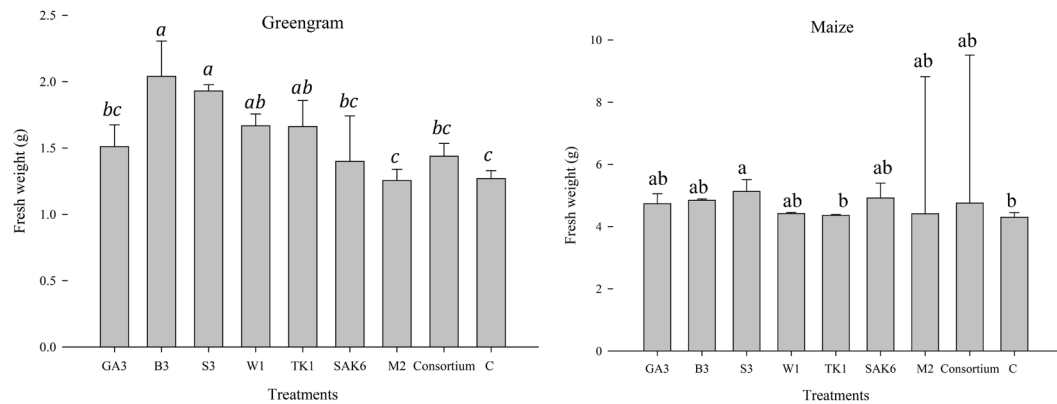 Greengram
Fresh weight (g)
2.5
2.0
1.5
1.0
0.5
0.0
bc
a
a
ab
ab
bc
c
bc
c
GA3 B3 S3 W1 TK1 SAK6 M2 Consortium C
Treatments
Maize
Fresh weight (g)
10
8
6
4
2
0
ab
ab
a
ab
b
ab
ab
ab
b
GA3 B3 S3 W1 TK1 SAK6 M2 Consortium C
Treatments